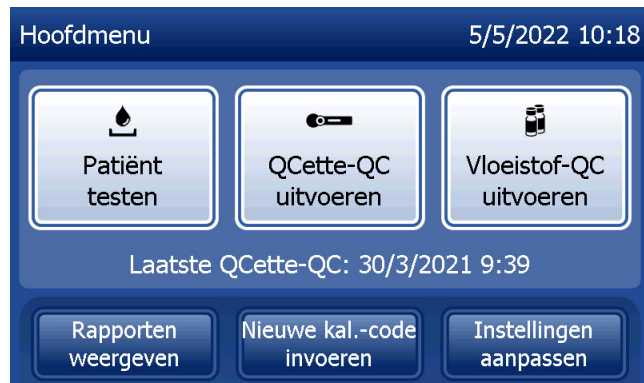 Hoofdmenu 5/5/2022 10:18
Patiënt testen
QCette-QC uitvoeren
Vloeistof-QC uitvoeren
Laatste QCette-QC: 30/3/2021 9:39
Rapporten weergeven
Nieuwe kal.-code invoeren
Instellingen aanpassen